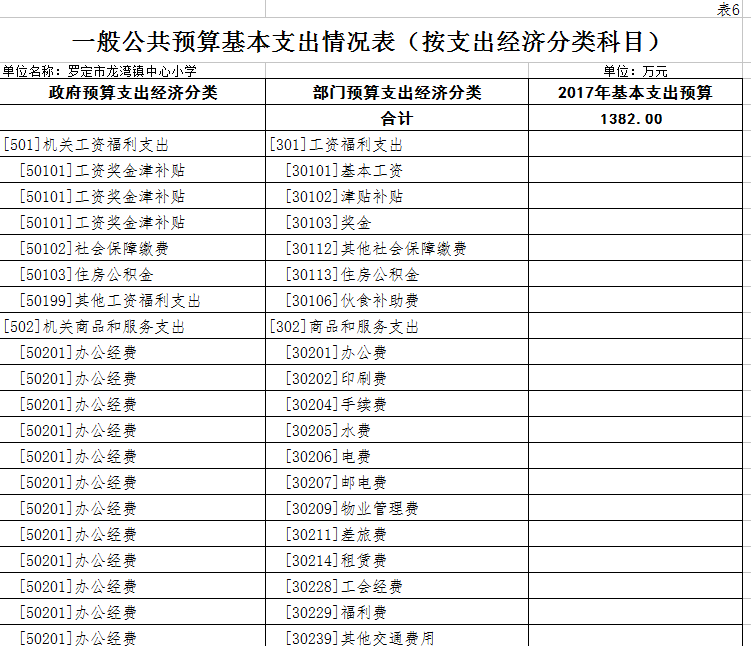 表6
一般公共预算基本支出情况表（按支出经济分类科目）
单位名称：罗定市龙湾镇中心小学 单位：万元
政府预算支出经济分类 部门预算支出经济分类 2017年基本支出预算
合计 1382.00
[501]机关工资福利支出 [301]工资福利支出
[50101]工资奖金津补贴 [30101]基本工资
[50101]工资奖金津补贴 [30102]津贴补贴
[50101]工资奖金津补贴 [30103]奖金
[50102]社会保障缴费 [30112]其他社会保障缴费
[50103]住房公积金 [30113]住房公积金
[50199]其他工资福利支出 [30106]伙食补助费
[502]机关商品和服务支出 [302]商品和服务支出
[50201]办公经费 [30201]办公费
[50201]办公经费 [30202]印刷费
[50201]办公经费 [30204]手续费
[50201]办公经费 [30205]水费
[50201]办公经费 [30206]电费
[50201]办公经费 [30207]邮电费
[50201]办公经费 [30209]物业管理费
[50201]办公经费 [30211]差旅费
[50201]办公经费 [30214]租赁费
[50201]办公经费 [30228]工会经费
[50201]办公经费 [30229]福利费
[50201]办公经费 [30239]其他交通费用